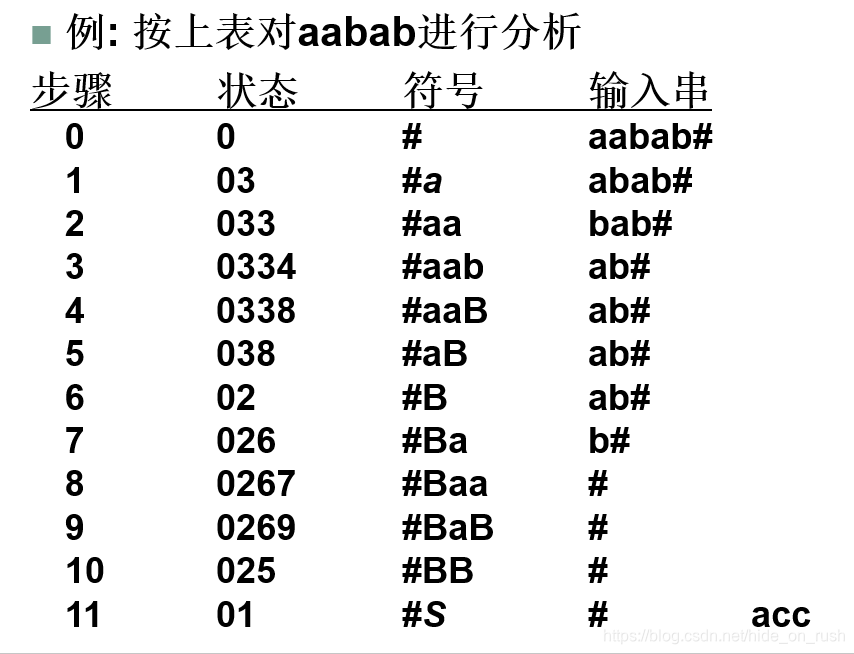 例: 按上表对aabab进行分析
步骤 状态 符号 输入串
0 0 # aabab#
1 03 #a abab#
2 033 #aa bab#
3 0334 #aab ab#
4 0338 #aaB ab#
5 038 #aB ab#
6 02 #B ab#
7 026 #Ba b#
8 0267 #Baa #
9 0269 #BaB #
10 025 #BB #
11 01 #S # acc
https://blog.csdn.net/hide_on_rush